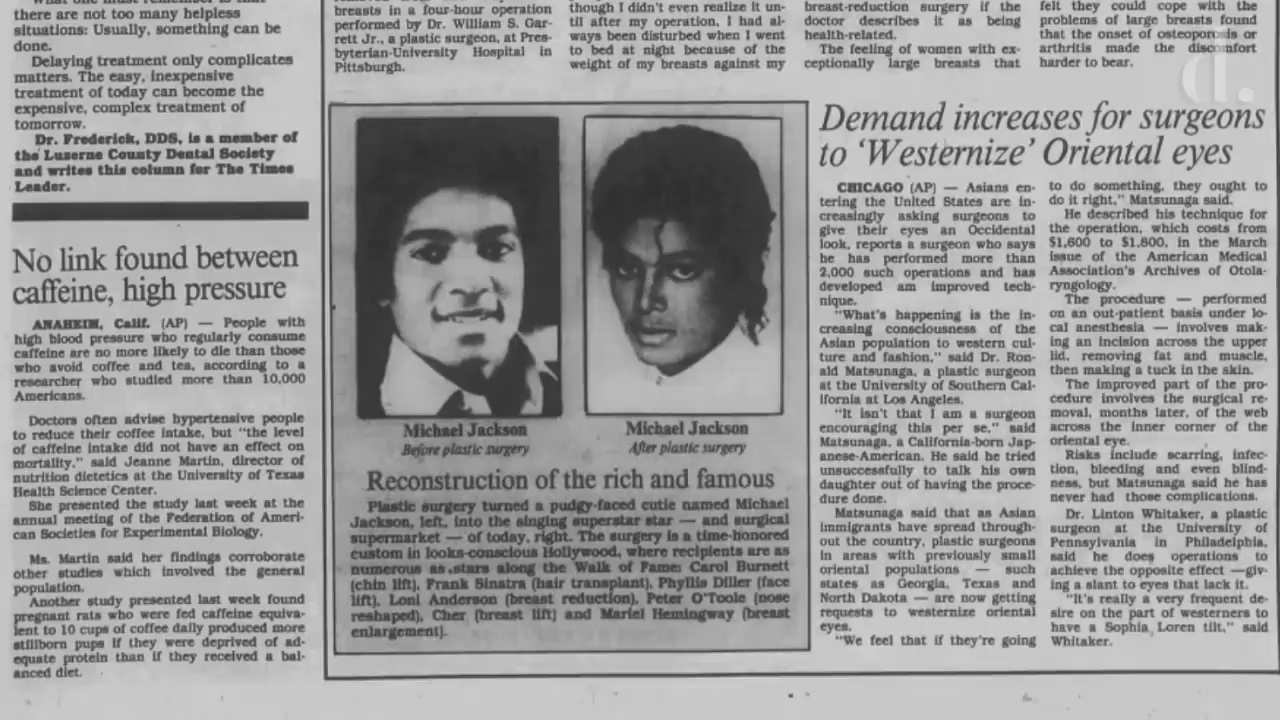 there are not too many helpless
situations: Usually, something can be
done.
Delaying treatment only complicates
matters. The easy, inexpensive
treatment of today can become the
expensive, complex treatment of
tomorrow.
Dr. Frederick, DDS, is a member of
the Luzerne County Dental Society
and writes this column for The Times
Leader.
No link found between
caffeine, high pressure
ANAHEIM, Calif. (AP) — People with
high blood pressure who regularly consume
caffeine are no more likely to die than those
who avoid coffee and tea, according to a
researcher who studied more than 10,000
Americans.
Doctors often advise hypertensive people
to reduce their coffee intake, but "the level
of caffeine intake did not have an effect on
mortality," said Jeanne Martin, director of
nutrition dietetics at the University of Texas
Health Science Center.
She presented the study last week at the
annual meeting of the Federation of Ameri-
can Societies for Experimental Biology.
Ms. Martin said her findings corroborate
other studies which involved the general
population.
Another study presented last week found
pregnant rats who were fed caffeine equiva-
lent to 10 cups of coffee daily produced more
stillborn pups if they were deprived of ad-
equate protein than if they received a bal-
anced diet.
breasts in a four-hour operation
performed by Dr. William S. Gar-
rett Jr., a plastic surgeon, at Pres-
byterian-University Hospital in
Pittsburgh.
though I didn't even realize it un-
til after my operation, I had al-
ways been disturbed when I went
to bed at night because of the
weight of my breasts against my
breast-reduction surgery if the
doctor describes it as being
health-related.
The feeling of women with ex-
ceptionally large breasts that
felt they could cope with the
problems of large breasts found
that the onset of osteoporosis or
arthritis made the discomfort
harder to bear.
d.
Michael Jackson
Before plastic surgery
Michael Jackson
After plastic surgery
Reconstruction of the rich and famous
Plastic surgery turned a pudgy-faced cutie named Michael
Jackson, left, into the singing superstar star — and surgical
supermarket — of today, right. The surgery is a time-honored
custom in looks-conscious Hollywood, where recipients are as
numerous as stars along the Walk of Fame: Carol Burnett
(chin lift), Frank Sinatra (hair transplant), Phyllis Diller (face
lift), Loni Anderson (breast reduction), Peter O'Toole (nose
reshaped), Cher (breast lift) and Mariel Hemingway (breast
enlargement).
Demand increases for surgeons
to 'Westernize' Oriental eyes
CHICAGO (AP) — Asians en-
tering the United States are in-
creasingly asking surgeons to
give their eyes an Occidental
look, reports a surgeon who says
he has performed more than
2,000 such operations and has
developed am improved tech-
nique.
"What's happening is the in-
creasing consciousness of the
Asian population to western cul-
ture and fashion," said Dr. Ron-
ald Matsunaga, a plastic surgeon
at the University of Southern Cal-
ifornia at Los Angeles.
"It isn't that I am a surgeon
encouraging this per se," said
Matsunaga, a California-born Jap-
anese-American. He said he tried
unsuccessfully to talk his own
daughter out of having the proce-
dure done.
Matsunaga said that as Asian
immigrants have spread through-
out the country, plastic surgeons
in areas with previously small
oriental populations — such
states as Georgia, Texas and
North Dakota — are now getting
requests to westernize oriental
eyes.
"We feel that if they're going
to do something, they ought to
do it right," Matsunaga said.
He described his technique for
the operation, which costs from
$1,600 to $1,800, in the March
issue of the American Medical
Association's Archives of Otola-
ryngology.
The procedure — performed
on an out-patient basis under lo-
cal anesthesia — involves mak-
ing an incision across the upper
lid, removing fat and muscle,
then making a tuck in the skin.
The improved part of the pro-
cedure involves the surgical re-
moval, months later, of the web
across the inner corner of the
oriental eye.
Risks include scarring, infec-
tion, bleeding and even blind-
ness, but Matsunaga said he has
never had those complications.
Dr. Linton Whitaker, a plastic
surgeon at the University of
Pennsylvania in Philadelphia,
said he does operations to
achieve the opposite effect —giv-
ing a slant to eyes that lack it.
"It's really a very frequent de-
sire on the part of westerners to
have a Sophia Loren tilt," said
Whitaker.